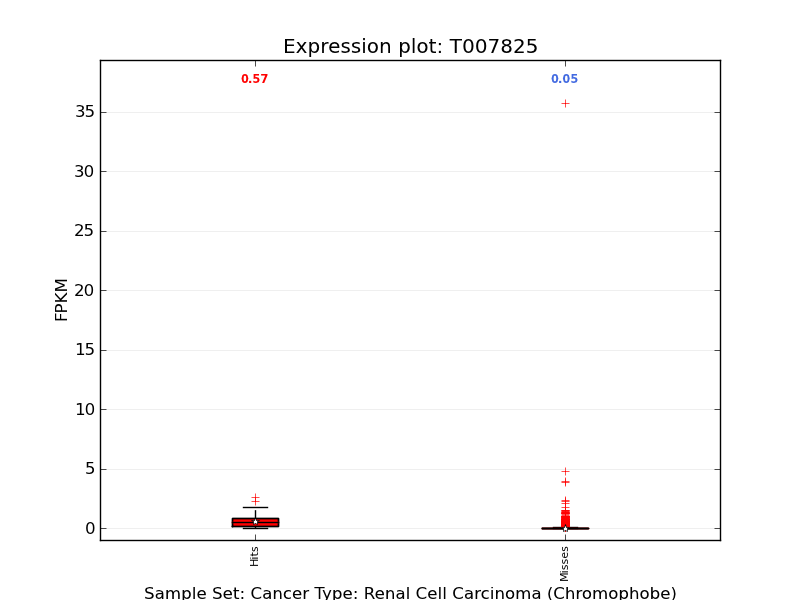 Expression plot: T007825
0.57
0.05
35
30
25
20
15
10
5
0
FPKM
Hits
Misses
Sample Set: Cancer Type: Renal Cell Carcinoma (Chromophobe)